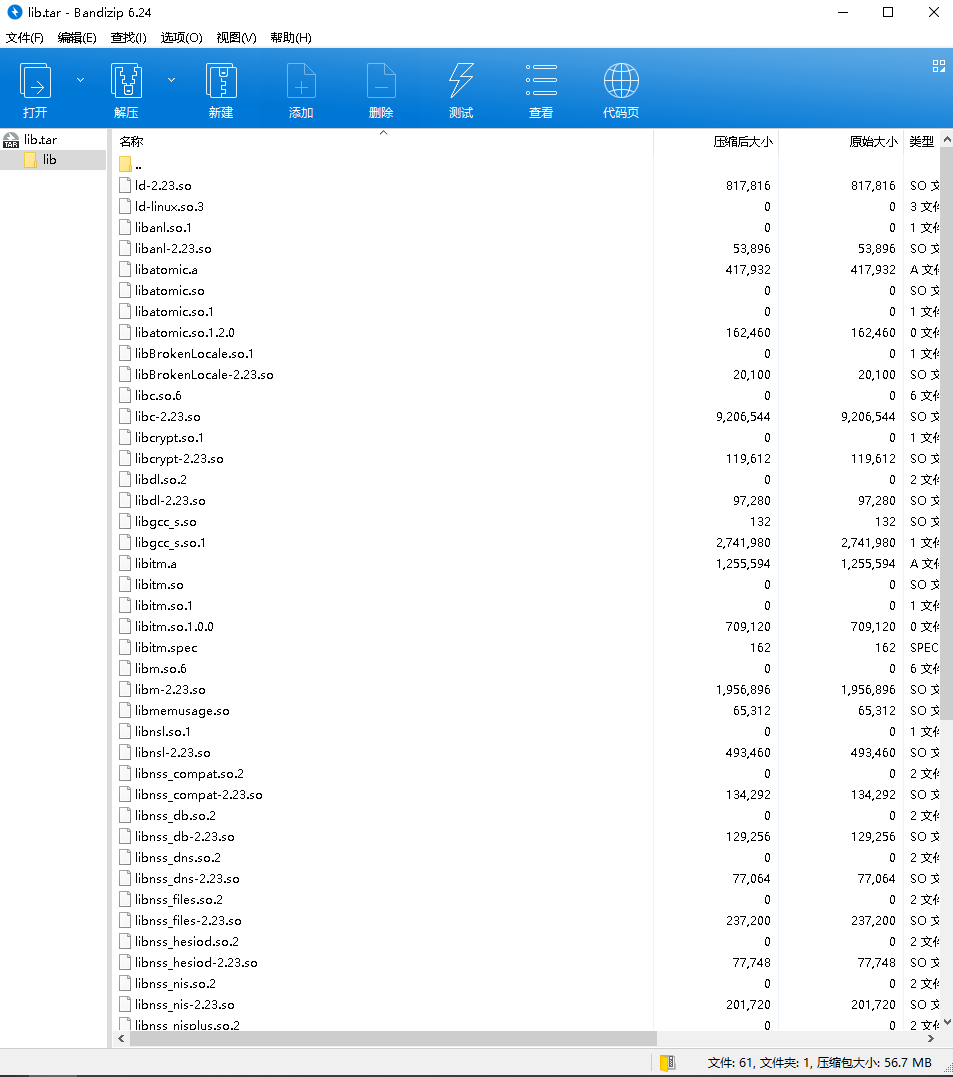 lib.tar - Bandizip 6.24
文件(F) 编辑(E) 查找(I) 选项(O) 视图(V) 帮助(H)
打开 解压 新建 添加 删除 测试 查看 代码页
TAR lib.tar
lib
名称 压缩后大小 原始大小 类型
..
ld-2.23.so 817,816 817,816 SO 文
ld-linux.so.3 0 0 3 文件
libanl.so.1 0 0 1 文件
libanl-2.23.so 53,896 53,896 SO 文
libatomic.a 417,932 417,932 A 文件
libatomic.so 0 0 SO 文
libatomic.so.1 0 0 1 文件
libatomic.so.1.2.0 162,460 162,460 0 文件
libBrokenLocale.so.1 0 0 1 文件
libBrokenLocale-2.23.so 20,100 20,100 SO 文
libc.so.6 0 0 6 文件
libc-2.23.so 9,206,544 9,206,544 SO 文
libcrypt.so.1 0 0 1 文件
libcrypt-2.23.so 119,612 119,612 SO 文
libdl.so.2 0 0 2 文件
libdl-2.23.so 97,280 97,280 SO 文
libgcc_s.so 132 132 SO 文
libgcc_s.so.1 2,741,980 2,741,980 1 文件
libitm.a 1,255,594 1,255,594 A 文件
libitm.so 0 0 SO 文
libitm.so.1 0 0 1 文件
libitm.so.1.0.0 709,120 709,120 0 文件
libitm.spec 162 162 SPEC
libm.so.6 0 0 6 文件
libm-2.23.so 1,956,896 1,956,896 SO 文
libmemusage.so 65,312 65,312 SO 文
libnsl.so.1 0 0 1 文件
libnsl-2.23.so 493,460 493,460 SO 文
libnss_compat.so.2 0 0 2 文件
libnss_compat-2.23.so 134,292 134,292 SO 文
libnss_db.so.2 0 0 2 文件
libnss_db-2.23.so 129,256 129,256 SO 文
libnss_dns.so.2 0 0 2 文件
libnss_dns-2.23.so 77,064 77,064 SO 文
libnss_files.so.2 0 0 2 文件
libnss_files-2.23.so 237,200 237,200 SO 文
libnss_hesiod.so.2 0 0 2 文件
libnss_hesiod-2.23.so 77,748 77,748 SO 文
libnss_nis.so.2 0 0 2 文件
libnss_nis-2.23.so 201,720 201,720 SO 文
libnss_nisplus.so.2 0 0 2 文件
文件: 61, 文件夹: 1, 压缩包大小: 56.7 MB